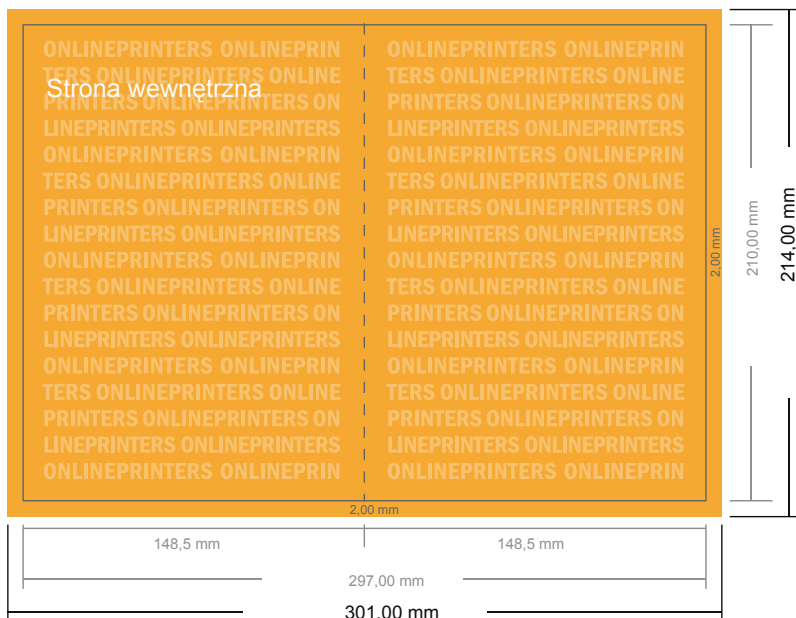 ONLINEPRINTERS ONLINEPRIN
TERS ONLINEPRINTERS ONLINE
Strona wewnętrzna
PRINTERS ONLINEPRINTERS ON
LINEPRINTERS ONLINEPRINTERS
ONLINEPRINTERS ONLINEPRIN
TERS ONLINEPRINTERS ONLINE
PRINTERS ONLINEPRINTERS ON
LINEPRINTERS ONLINEPRINTERS
ONLINEPRINTERS ONLINEPRIN
TERS ONLINEPRINTERS ONLINE
PRINTERS ONLINEPRINTERS ON
LINEPRINTERS ONLINEPRINTERS
ONLINEPRINTERS ONLINEPRIN
TERS ONLINEPRINTERS ONLINE
PRINTERS ONLINEPRINTERS ON
LINEPRINTERS ONLINEPRINTERS
ONLINEPRINTERS ONLINEPRIN
ONLINEPRINTERS ONLINEPRIN
TERS ONLINEPRINTERS ONLINE
PRINTERS ONLINEPRINTERS ON
LINEPRINTERS ONLINEPRINTERS
ONLINEPRINTERS ONLINEPRIN
TERS ONLINEPRINTERS ONLINE
PRINTERS ONLINEPRINTERS ON
LINEPRINTERS ONLINEPRINTERS
ONLINEPRINTERS ONLINEPRIN
TERS ONLINEPRINTERS ONLINE
PRINTERS ONLINEPRINTERS ON
LINEPRINTERS ONLINEPRINTERS
ONLINEPRINTERS ONLINEPRIN
TERS ONLINEPRINTERS ONLINE
PRINTERS ONLINEPRINTERS ON
LINEPRINTERS ONLINEPRINTERS
ONLINEPRINTERS ONLINEPRIN
2,00 mm
210,00 mm
214,00 mm
2,00 mm
148,5 mm
148,5 mm
297,00 mm
301,00 mm